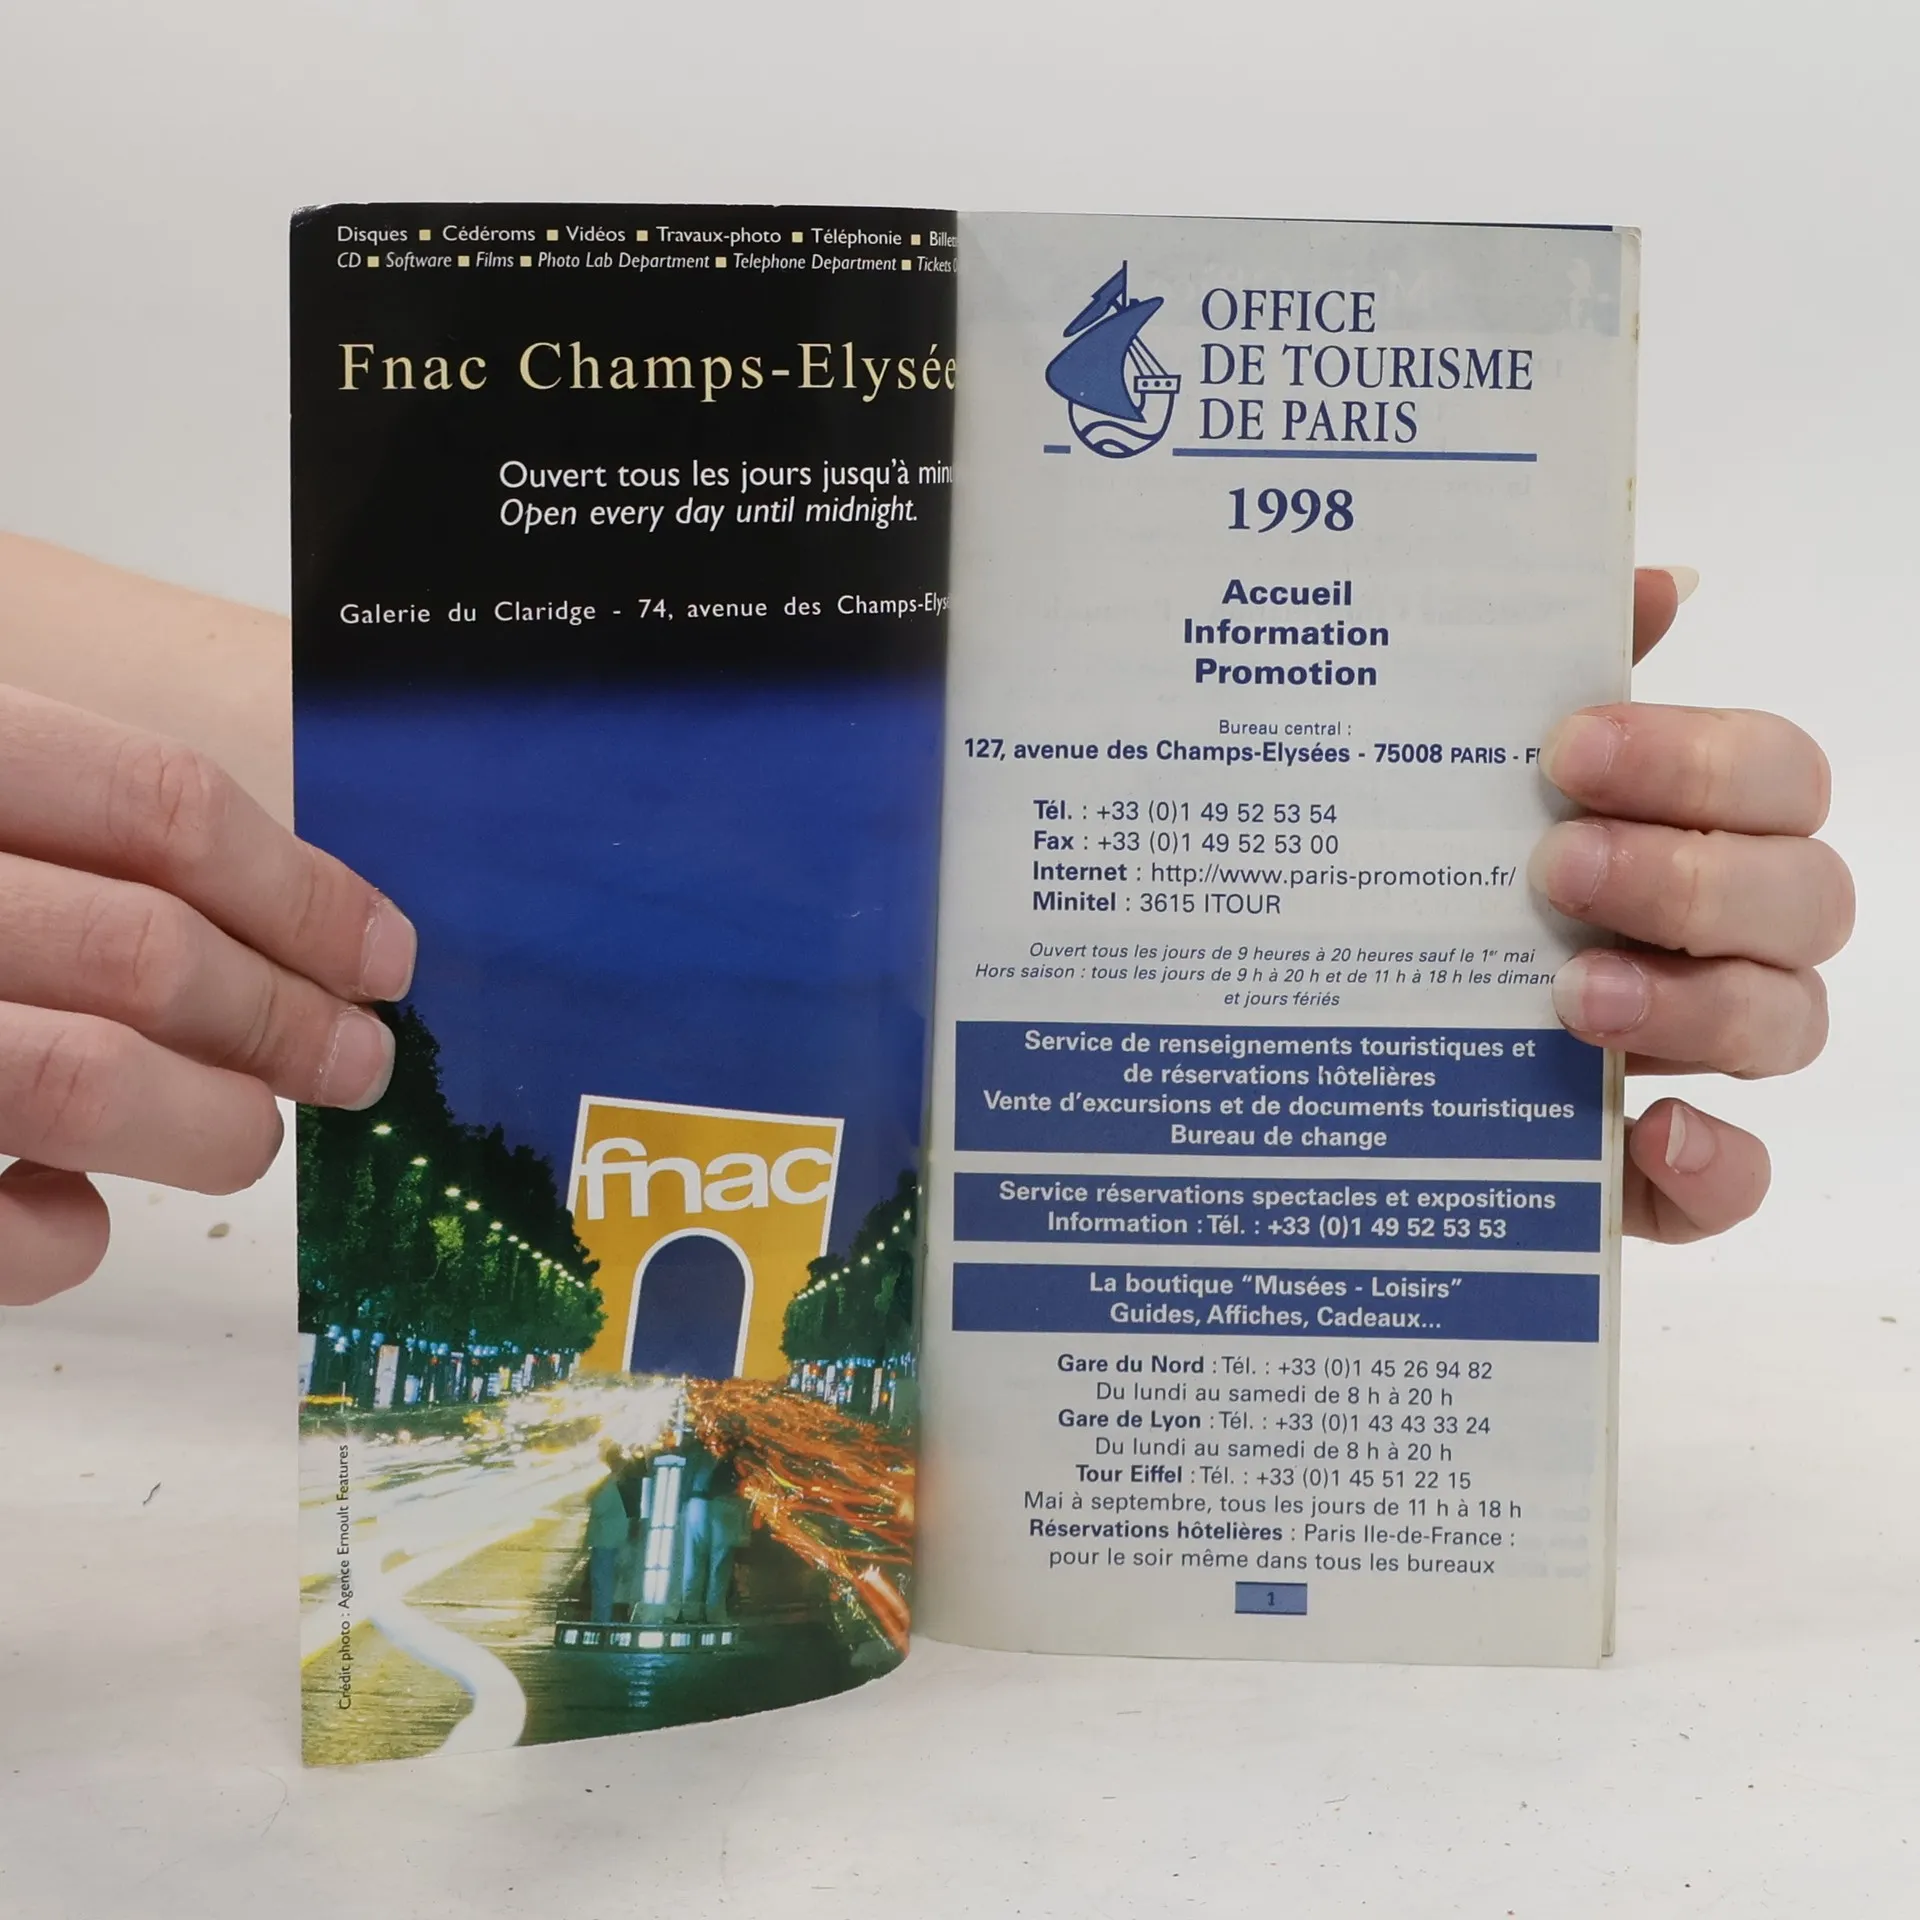 Disques ■ Cédéroms ■ Vidéos ■ Travaux-photo ■ Téléphonie ■
CD ■ Software ■ Films ■ Photo Lab Department ■ Telephone Department ■ Tickets
Fnac Champs-Elysée
Ouvert tous les jours jusqu'à
Open every day until midnight.
Galerie du Claridge - 74, avenue des Champs-Elys
fnac
Crédit photo : Agence Ernoult Features
OFFICE
DE TOURISME
DE PARIS
1998
Accueil
Information
Promotion
Bureau central :
127, avenue des Champs-Elysées - 75008 PARIS -
Tél. : +33 (0)1 49 52 53 54
Fax : +33 (0)1 49 52 53 00
Internet : http://www.paris-promotion.fr/
Minitel : 3615 ITOUR
Ouvert tous les jours de 9 heures à 20 heures sauf le 1er mai
Hors saison : tous les jours de 9 h à 20 h et de 11 h à 18 h les
et jours fériés
Service de renseignements touristiques et
de réservations hôtelières
Vente d'excursions et de documents touristiques
Bureau de change
Service réservations spectacles et expositions
Information : Tél. : +33 (0)1 49 52 53 53
La boutique "Musées - Loisirs"
Guides, Affiches, Cadeaux...
Gare du Nord : Tél. : +33 (0)1 45 26 94 82
Du lundi au samedi de 8 h à 20 h
Gare de Lyon : Tél. : +33 (0)1 43 43 33 24
Du lundi au samedi de 8 h à 20 h
Tour Eiffel : Tél. : +33 (0)1 45 51 22 15
Mai à septembre, tous les jours de 11 h à 18 h
Réservations hôtelières : Paris Ile-de-France :
pour le soir même dans tous les bureaux
1